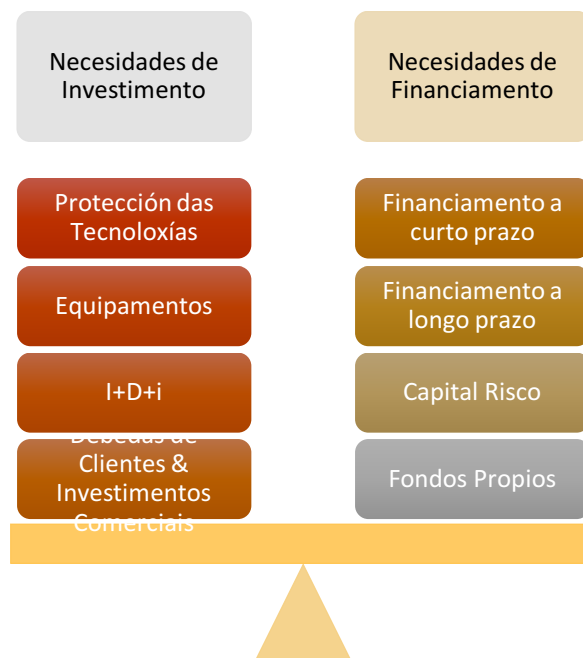 Necesidades de
Investimento
Necesidades de
Financiamento
Protección das
Tecnoloxías
Equipamentos
I+D+i
Débedas de
Clientes &
Investimentos
Comerciais
Financiamento a
curto prazo
Financiamento a
longo prazo
Capital Risco
Fondos Propios